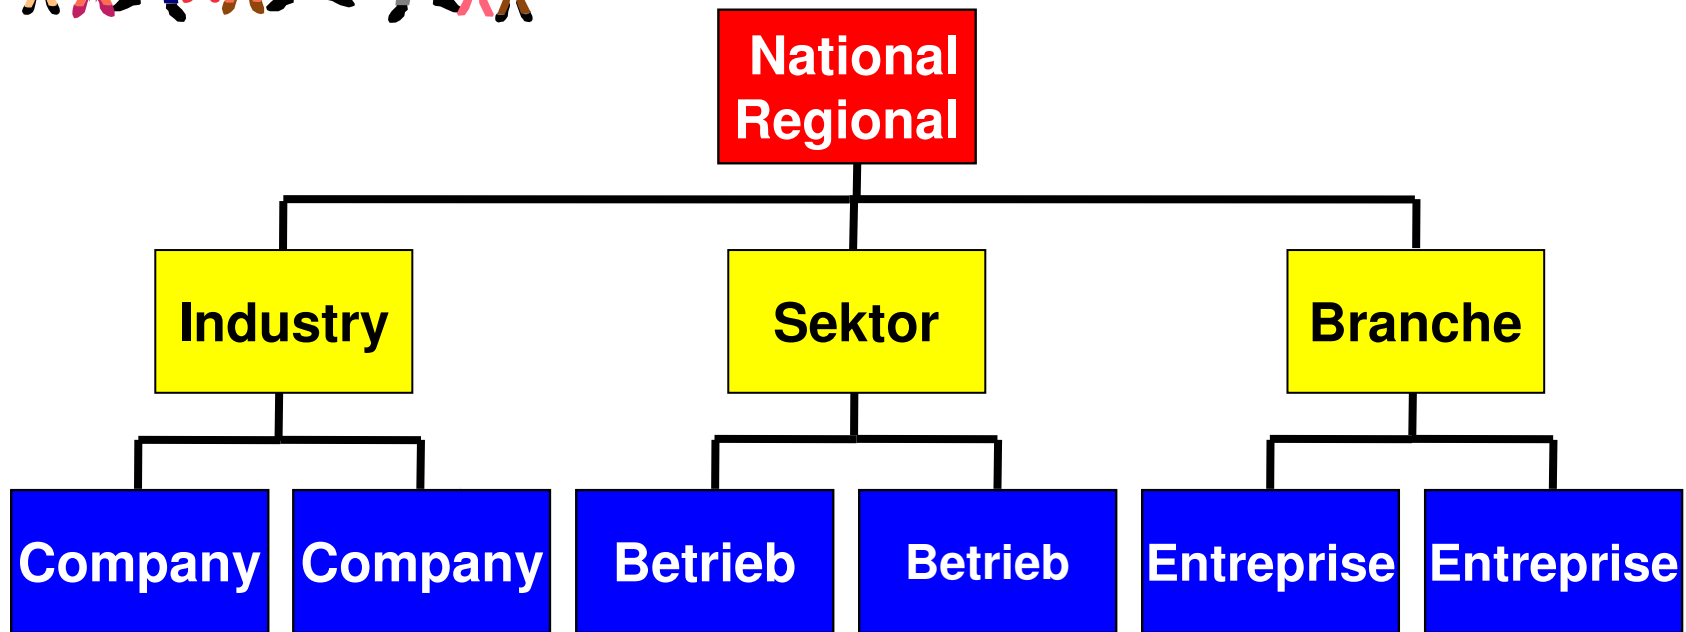 National
Regional
Industry
Sektor
Branche
Company
Company
Betrieb
Betrieb
Entreprise
Entreprise